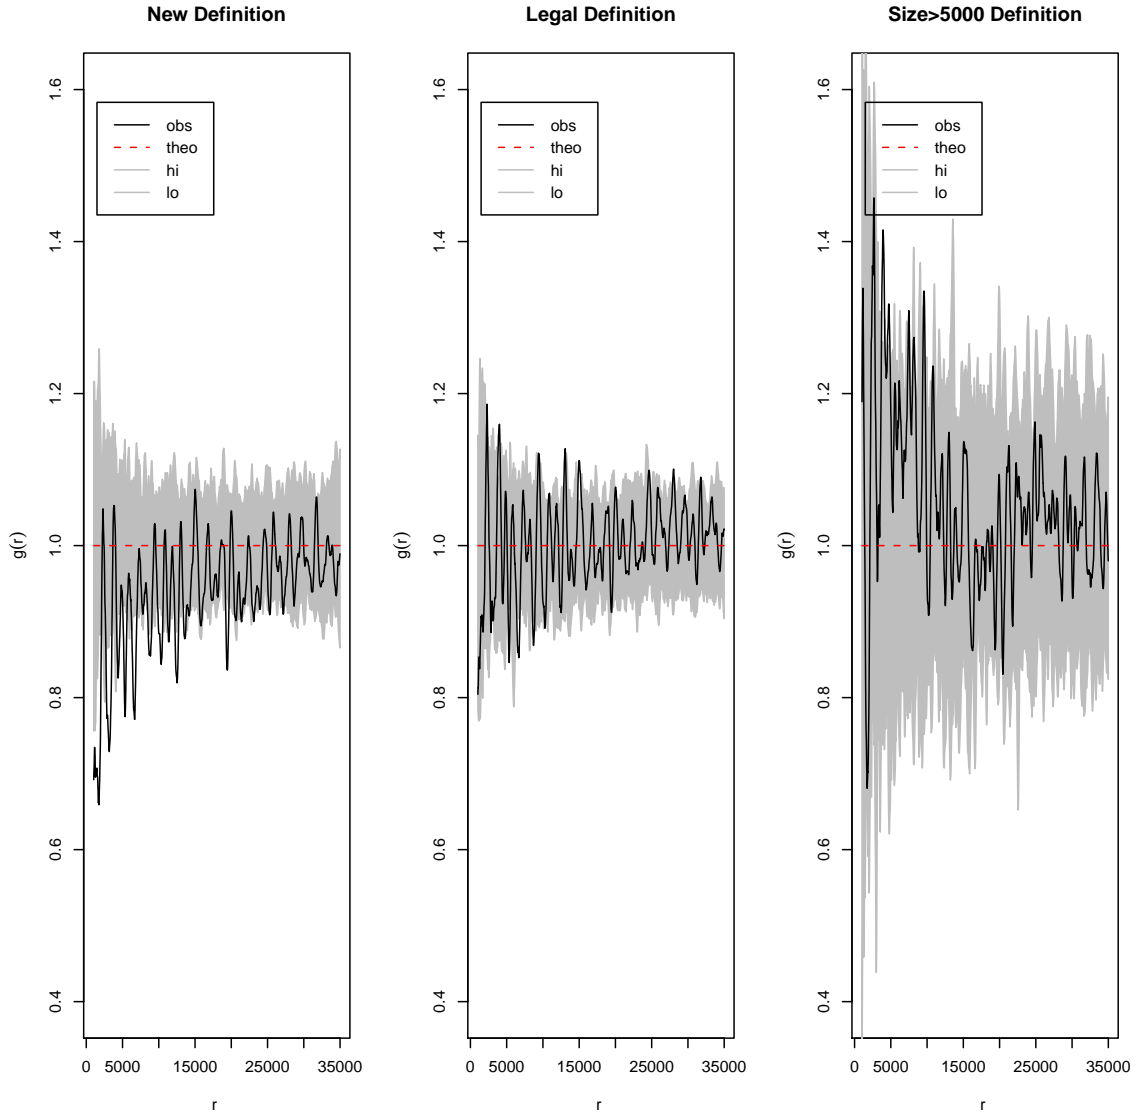 New Definition
g(r)
1.6
1.4
1.2
1.0
0.8
0.6
0.4
obs
theo
hi
lo
0 5000 15000 25000 35000
r
Legal Definition
g(r)
1.6
1.4
1.2
1.0
0.8
0.6
0.4
obs
theo
hi
lo
0 5000 15000 25000 35000
r
Size>5000 Definition
g(r)
1.6
1.4
1.2
1.0
0.8
0.6
0.4
obs
theo
hi
lo
0 5000 15000 25000 35000
r